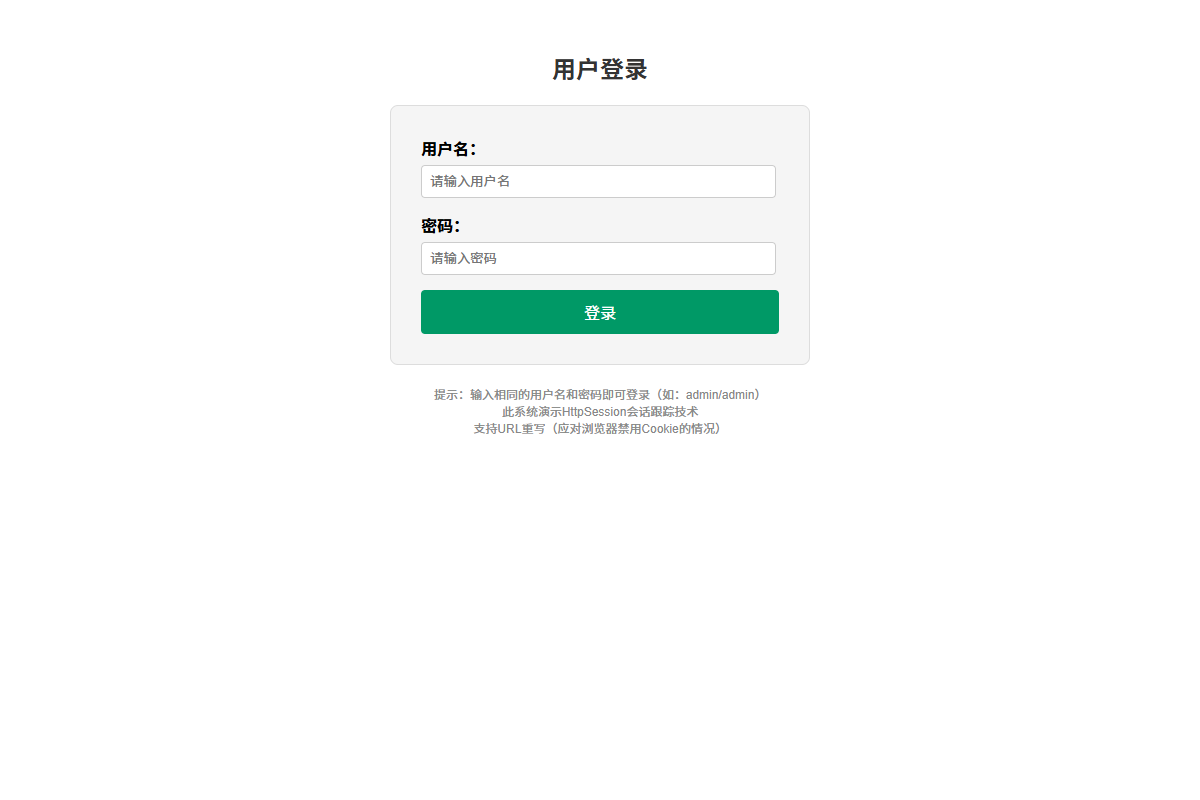 用户登录
用户名：
请输入用户名
密码：
请输入密码
登录
提示：输入相同的用户名和密码即可登录（如：admin/admin）
此系统演示HttpSession会话跟踪技术
支持URL重写（应对浏览器禁用Cookie的情况）